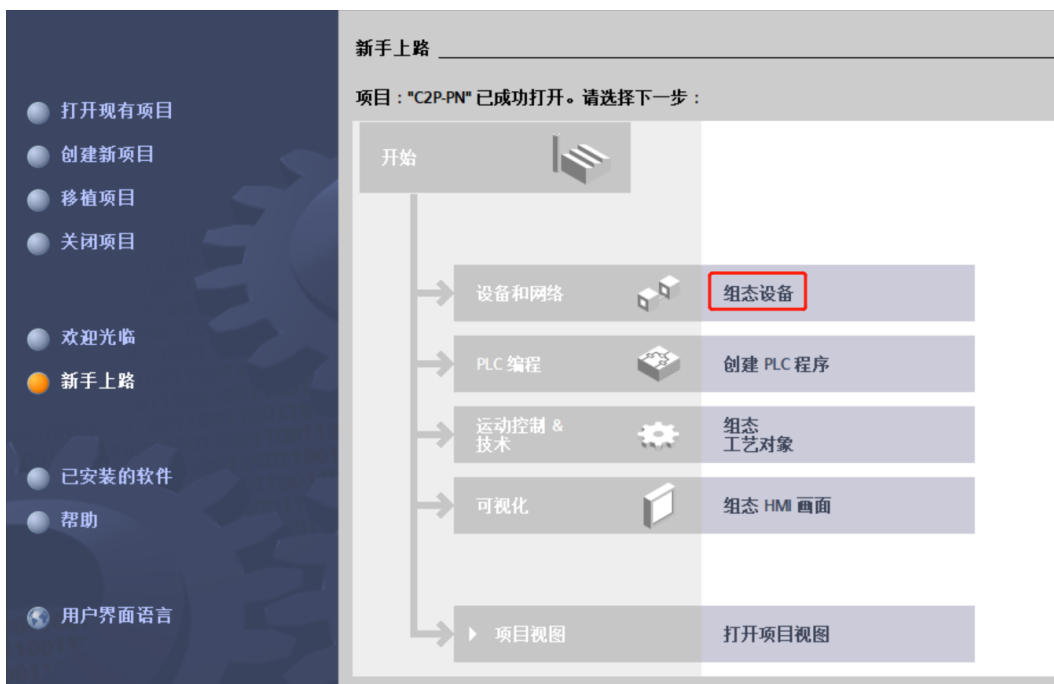 打开现有项目
创建新项目
移植项目
关闭项目
欢迎光临
新手上路
已安装的软件
帮助
用户界面语言
新手上路
项目："C2P-PN" 已成功打开。请选择下一步：
开始
设备和网络
组态设备
PLC 编程
创建 PLC 程序
运动控制 &
技术
组态
工艺对象
可视化
组态 HMI 画面
项目视图
打开项目视图